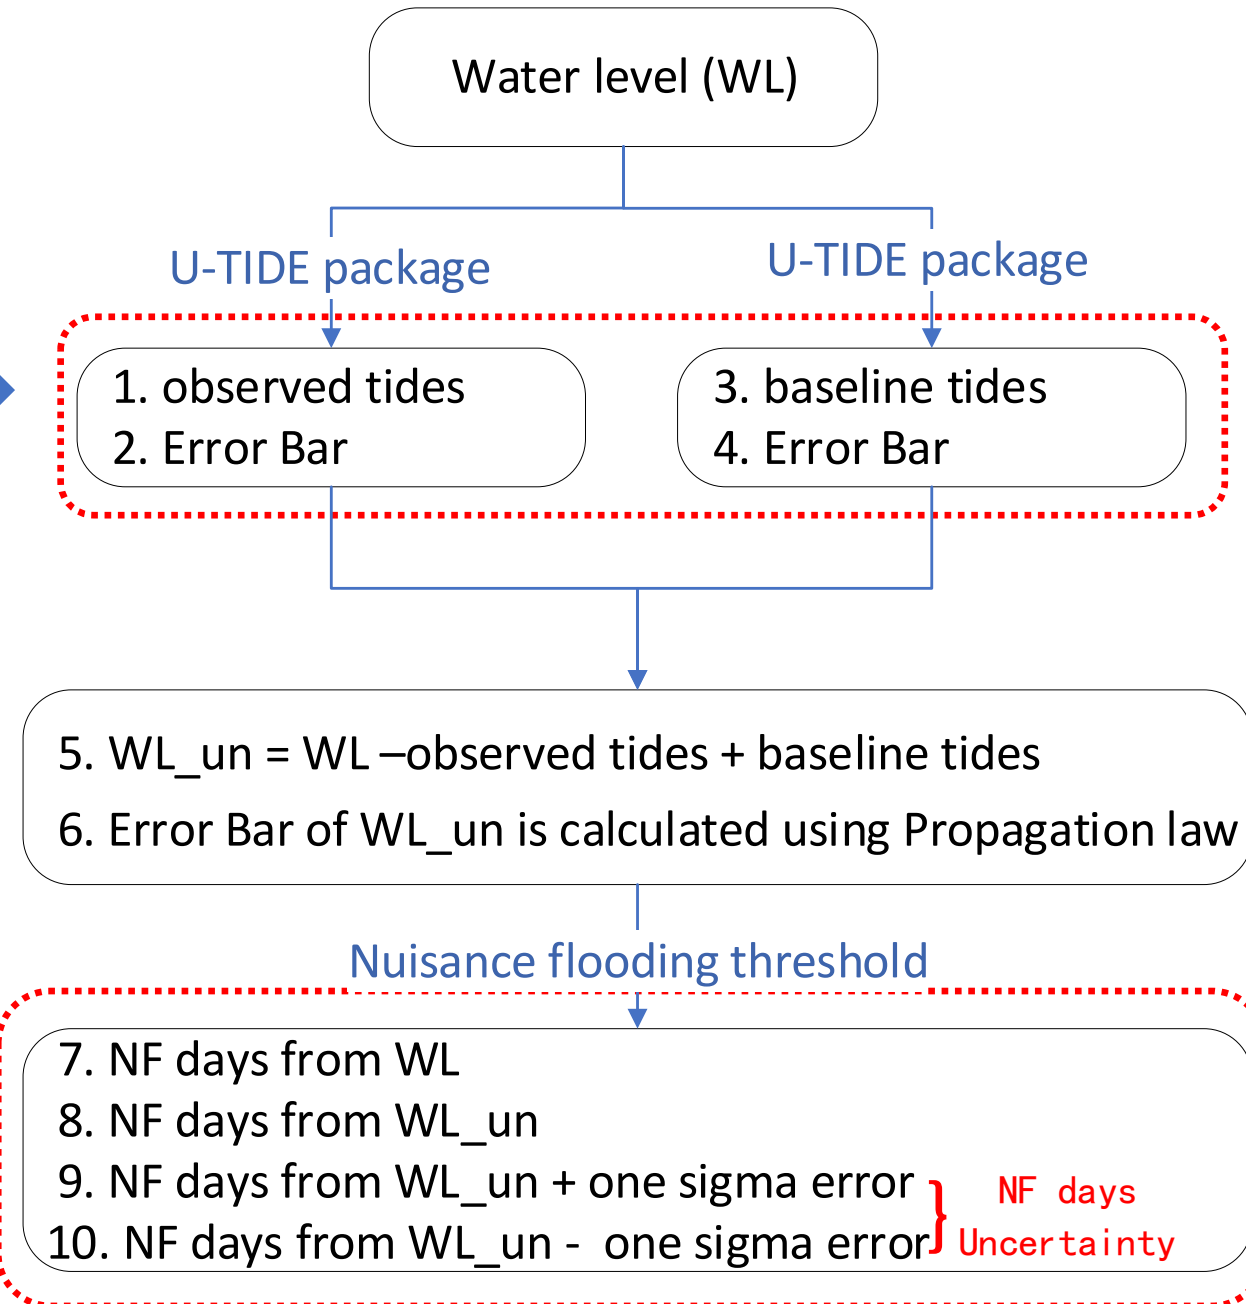 Water level (WL)
U-TIDE package
U-TIDE package
1. observed tides
2. Error Bar
3. baseline tides
4. Error Bar
5. WL_un = WL –observed tides + baseline tides
6. Error Bar of WL_un is calculated using Propagation law
Nuisance flooding threshold
7. NF days from WL
8. NF days from WL_un
9. NF days from WL_un + one sigma error
10. NF days from WL_un - one sigma error
} NF days
Uncertainty